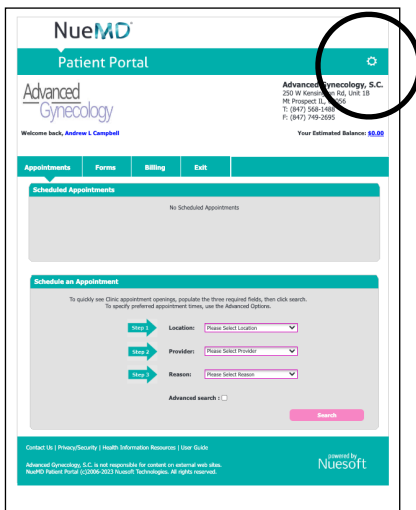 NueMD
Patient Portal
Advanced
Gynecology
Advanced Gynecology, S.C.
250 W Kensington Rd, Unit 1B
Mt Prospect IL, 60056
T: (847) 568-1488
F: (847) 749-2695
Welcome back, Andrew L Campbell
Your Estimated Balance: $0.00
Appointments Forms Billing Exit
Scheduled Appointments
No Scheduled Appointments
Schedule an Appointment
To quickly see Clinic appointment openings, populate the three required fields, then click search.
To specify preferred appointment times, use the Advanced Options.
Step 1 Location: Please Select Location
Step 2 Provider: Please Select Provider
Step 3 Reason: Please Select Reason
Advanced search :
Search
Contact Us | Privacy/Security | Health Information Resources | User Guide
Advanced Gynecology, S.C. is not responsible for content on external web sites.
NueMD Patient Portal (c)2006-2023 Nuesoft Technologies. All rights reserved.
powered by
Nuesoft